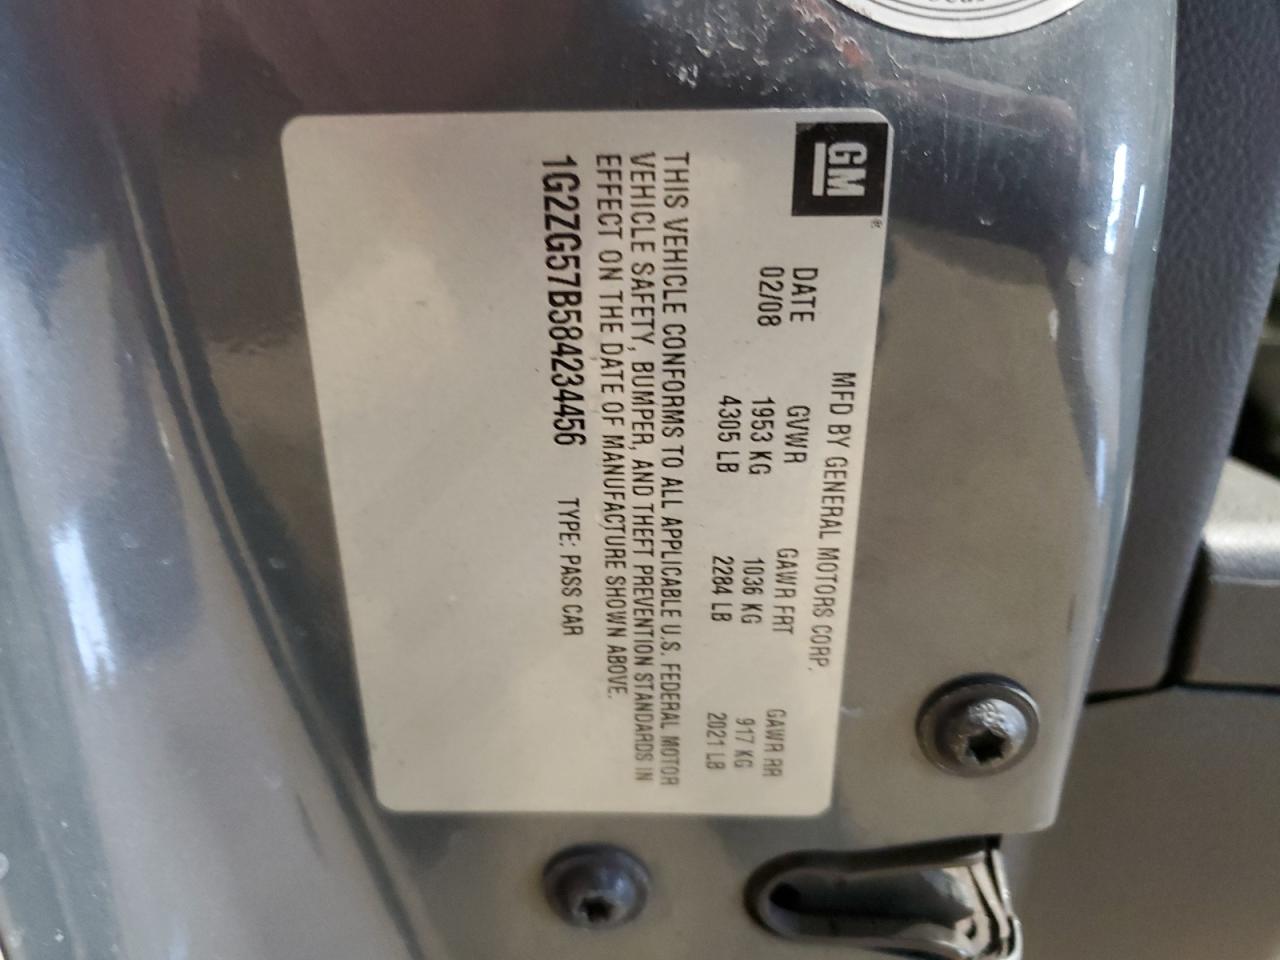 GM®
MFD BY GENERAL MOTORS CORP.
DATE GVWR GAWR FRT GAWR RR
02/08 1953 KG 1036 KG 917 KG
4305 LB 2284 LB 2021 LB
THIS VEHICLE CONFORMS TO ALL APPLICABLE U.S. FEDERAL MOTOR
VEHICLE SAFETY, BUMPER, AND THEFT PREVENTION STANDARDS IN
EFFECT ON THE DATE OF MANUFACTURE SHOWN ABOVE.
1G2ZG57B584234456 TYPE: PASS CAR